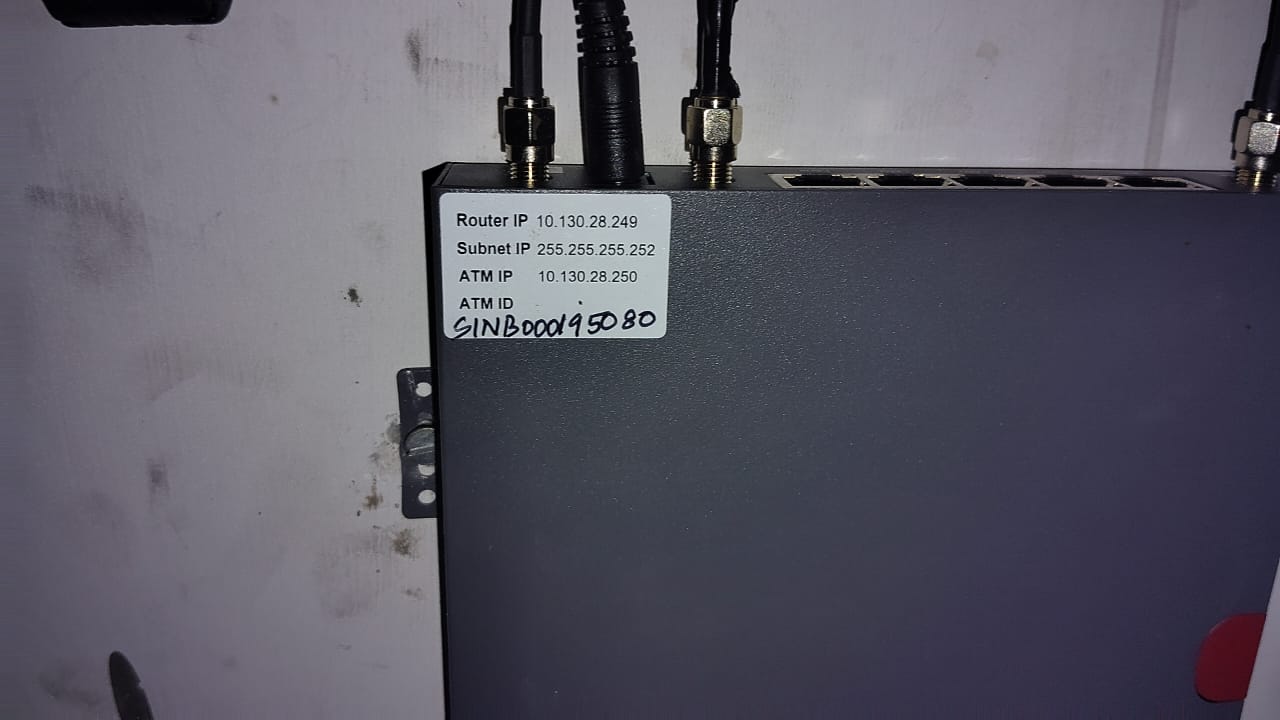 Router IP 10.130.28.249
Subnet IP 255.255.255.252
ATM IP 10.130.28.250
ATM ID
SINB000195080